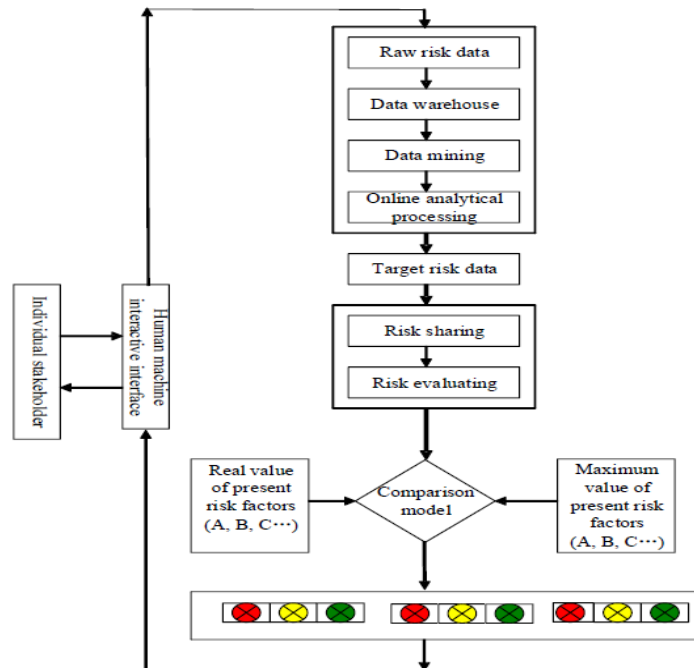 Raw risk data
Data warehouse
Data mining
Online analytical
processing
Target risk data
Individual stakeholder
Human machine
interactive interface
Risk sharing
Risk evaluating
Real value
of present
risk factors
(A, B, C⋯)
Comparison
model
Maximum
value of
present risk
factors
(A, B, C⋯)